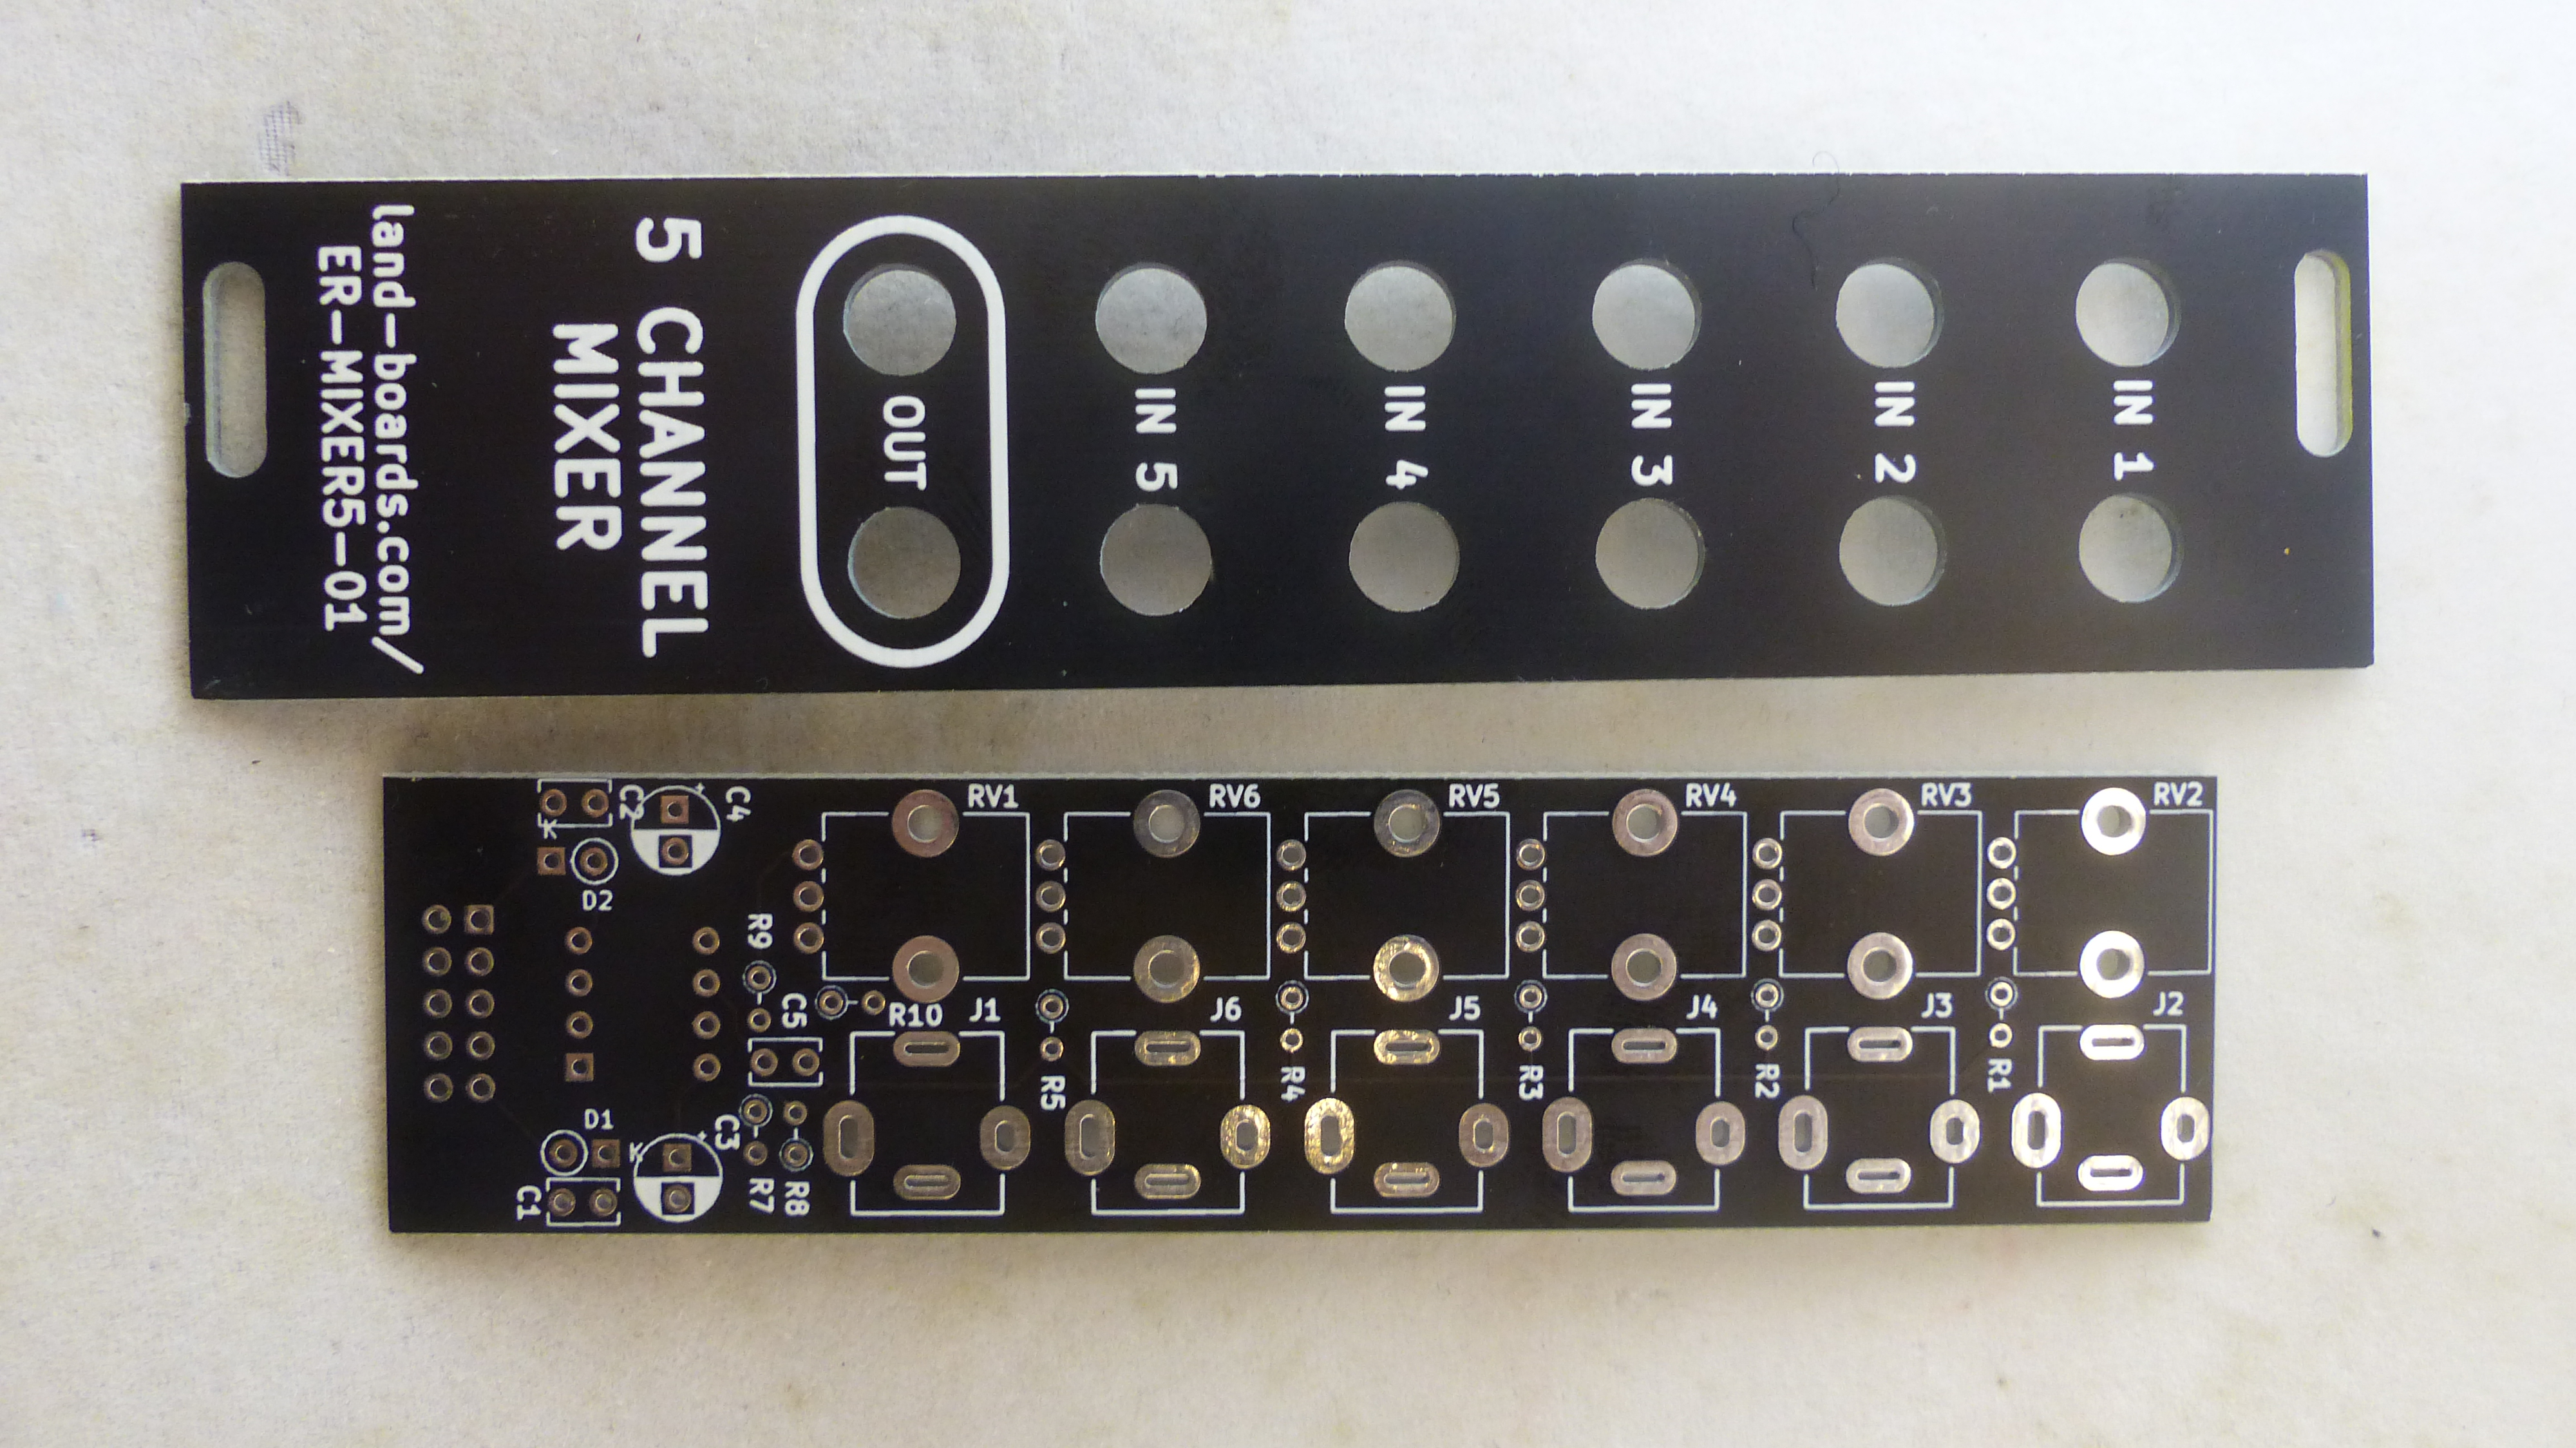 IN 1
IN 2
IN 3
IN 4
IN 5
OUT
5 CHANNEL
MIXER
land-boards.com/
ER-MIXER5-01
RV2
J2
R1
RV3
J3
R2
RV4
J4
R3
RV5
J5
R4
RV6
J6
R5
RV1
J1
R10
C5
R8
R9
R7
C4
C3
+
+
C2
K
D2
D1
K
C1